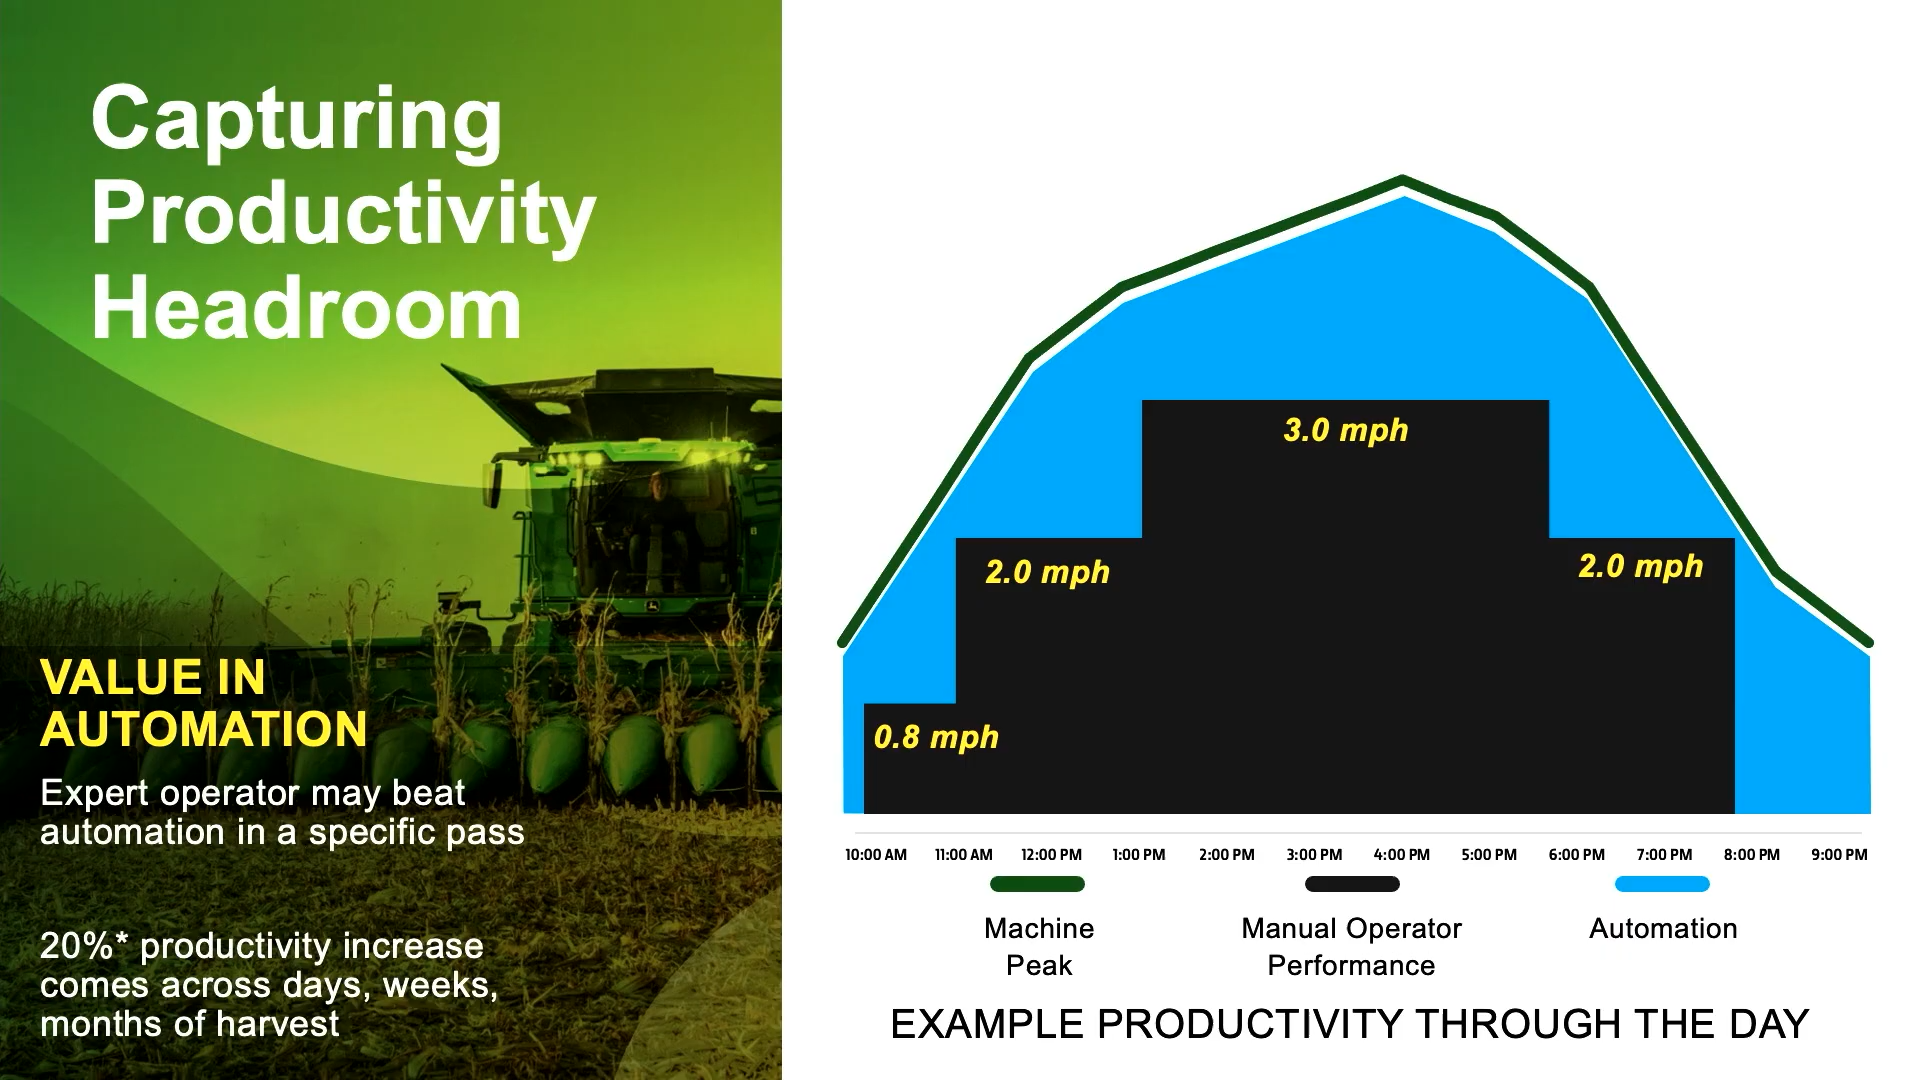 Capturing
Productivity
Headroom
VALUE IN
AUTOMATION
Expert operator may beat
automation in a specific pass
20%* productivity increase
comes across days, weeks,
months of harvest
3.0 mph
2.0 mph
2.0 mph
0.8 mph
10:00 AM 11:00 AM 12:00 PM 1:00 PM 2:00 PM 3:00 PM 4:00 PM 5:00 PM 6:00 PM 7:00 PM 8:00 PM 9:00 PM
Machine
Peak
Manual Operator
Performance
Automation
EXAMPLE PRODUCTIVITY THROUGH THE DAY